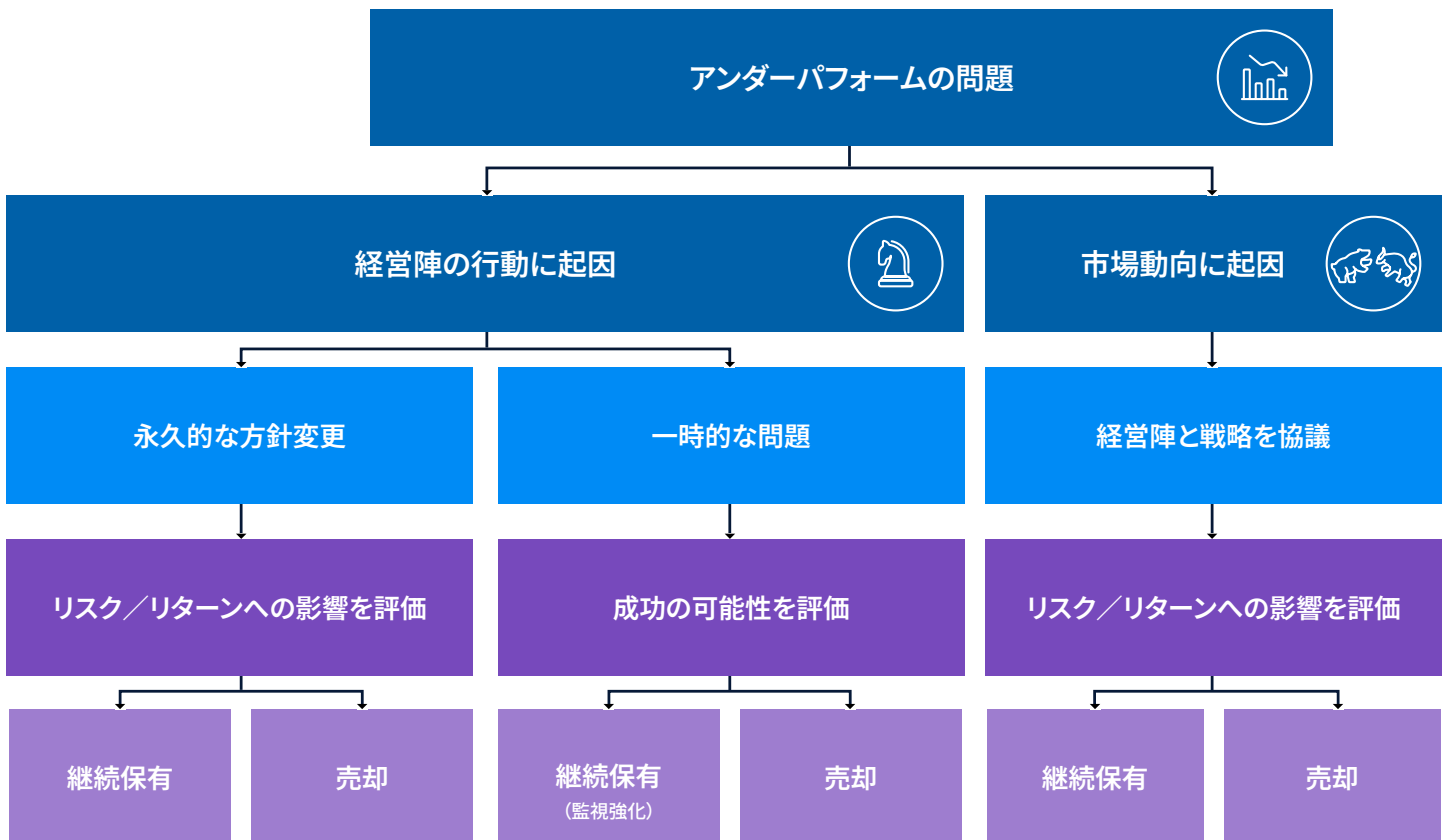 アンダーパフォームの問題
経営陣の行動に起因
市場動向に起因
永久的な方針変更
一時的な問題
経営陣と戦略を協議
リスク／リターンへの影響を評価
成功の可能性を評価
リスク／リターンへの影響を評価
継続保有
売却
継続保有
（監視強化）
売却
継続保有
売却